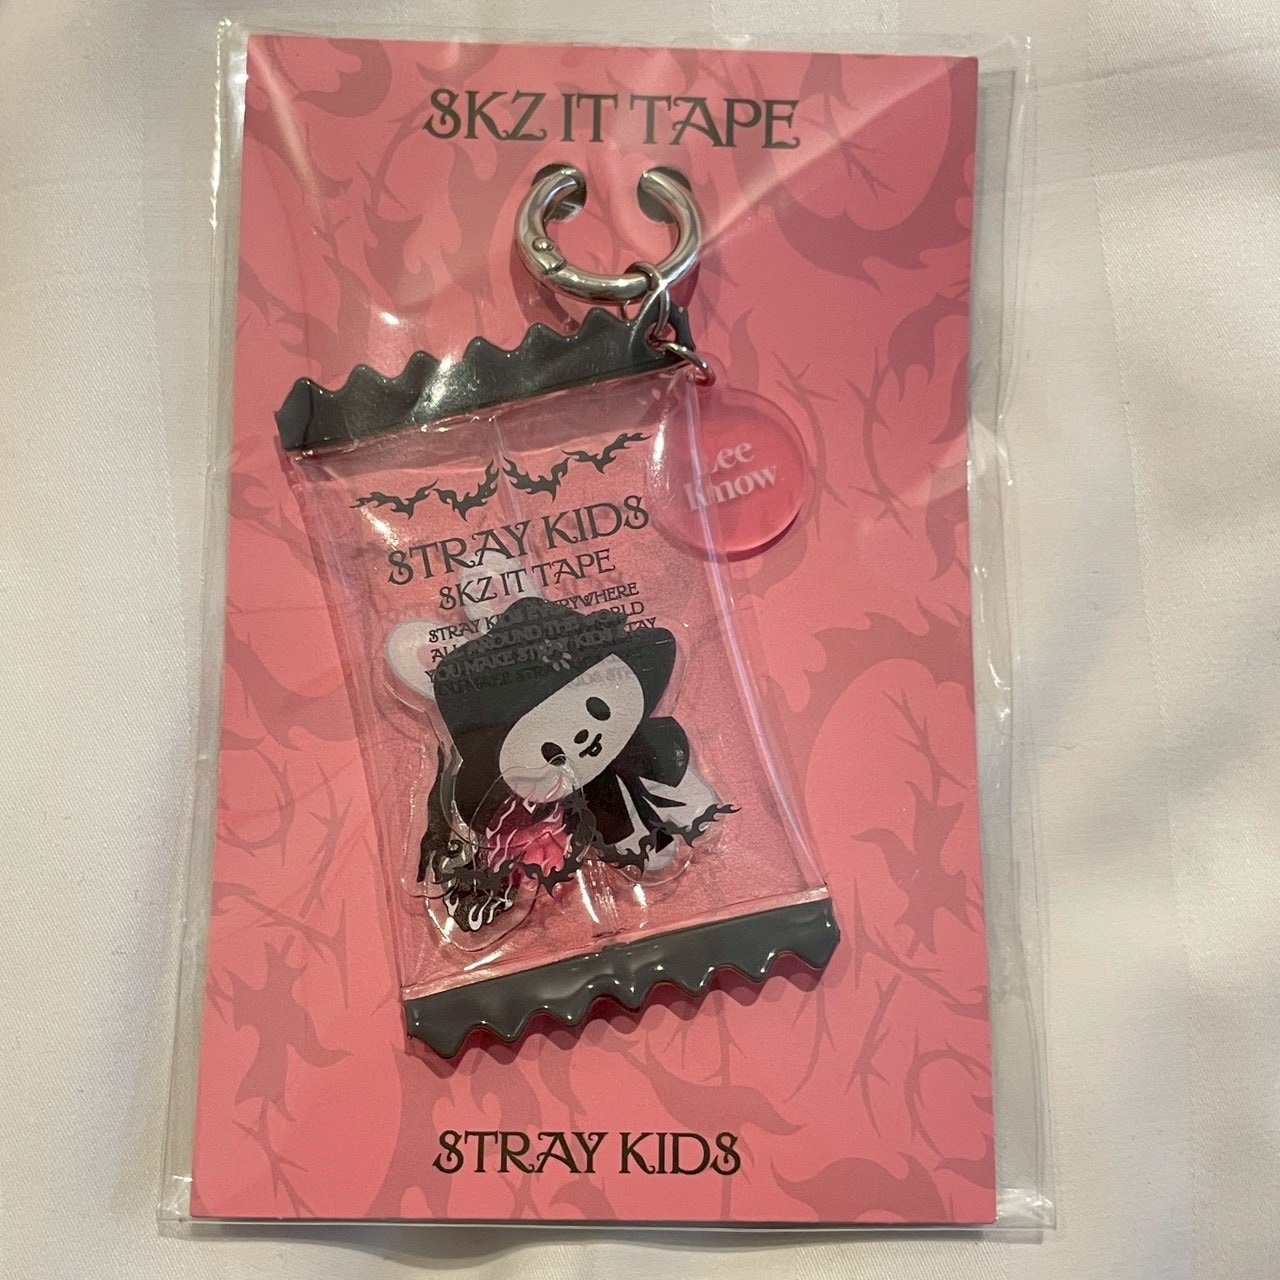 SKZ IT TAPE
Lee
Know
STRAY KIDS
SKZ IT TAPE
STRAY KIDS EVERYWHERE
ALL AROUND THE WORLD
YOU MAKE STRAY KIDS STAY
STRAY KIDS